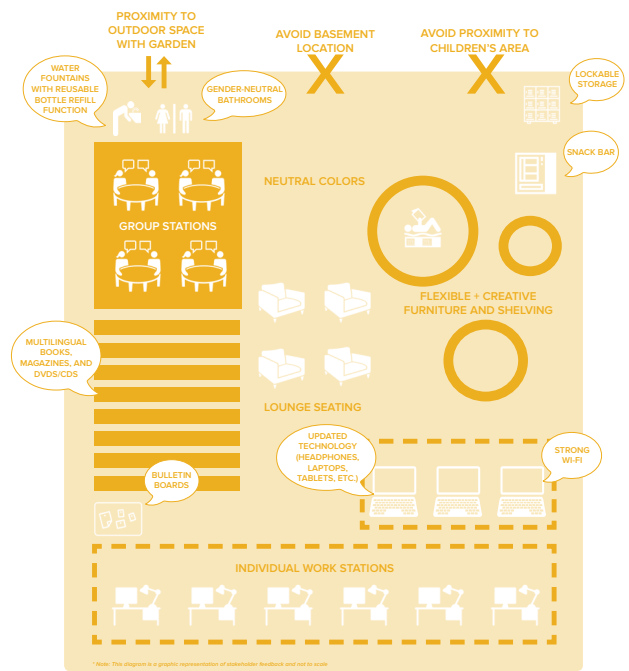 PROXIMITY TO
OUTDOOR SPACE
WITH GARDEN
AVOID BASEMENT
LOCATION
AVOID PROXIMITY TO
CHILDREN'S AREA
WATER
FOUNTAINS
WITH REUSABLE
BOTTLE REFILL
FUNCTION
GENDER-NEUTRAL
BATHROOMS
LOCKABLE
STORAGE
SNACK BAR
NEUTRAL COLORS
GROUP STATIONS
FLEXIBLE + CREATIVE
FURNITURE AND SHELVING
MULTILINGUAL
BOOKS,
MAGAZINES, AND
DVDS/CDS
LOUNGE SEATING
UPDATED
TECHNOLOGY
(HEADPHONES,
LAPTOPS,
TABLETS, ETC.)
STRONG
WI-FI
BULLETIN
BOARDS
INDIVIDUAL WORK STATIONS
* Note: This diagram is a graphic representation of stakeholder feedback and not to scale